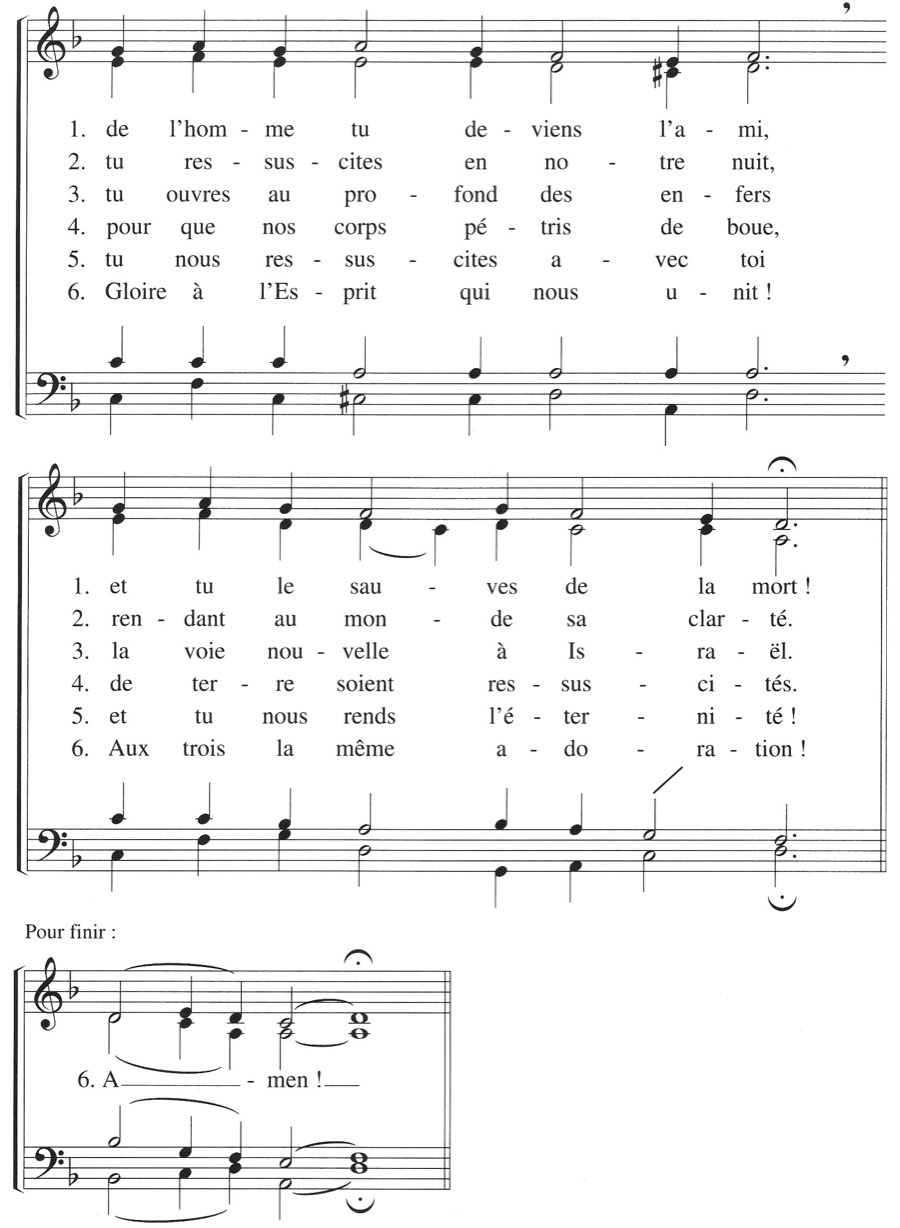 1. de l'hom - me tu de - viens l'a - mi,
2. tu res - sus - cites en no - tre nuit,
3. tu ouvres au pro - fond des en - fers
4. pour que nos corps pé - tris de boue,
5. tu nous res - sus - cites a - vec toi
6. Gloire à l'Es - prit qui nous u - nit !
1. et tu le sau - ves de la mort !
2. ren - dant au mon - de sa clar - té.
3. la voie nou - velle à Is - ra - ël.
4. de ter - re soient res - sus - ci - tés.
5. et tu nous rends l'é - ter - ni - té !
6. Aux trois la même a - do - ra - tion !
Pour finir :
6. A - men !